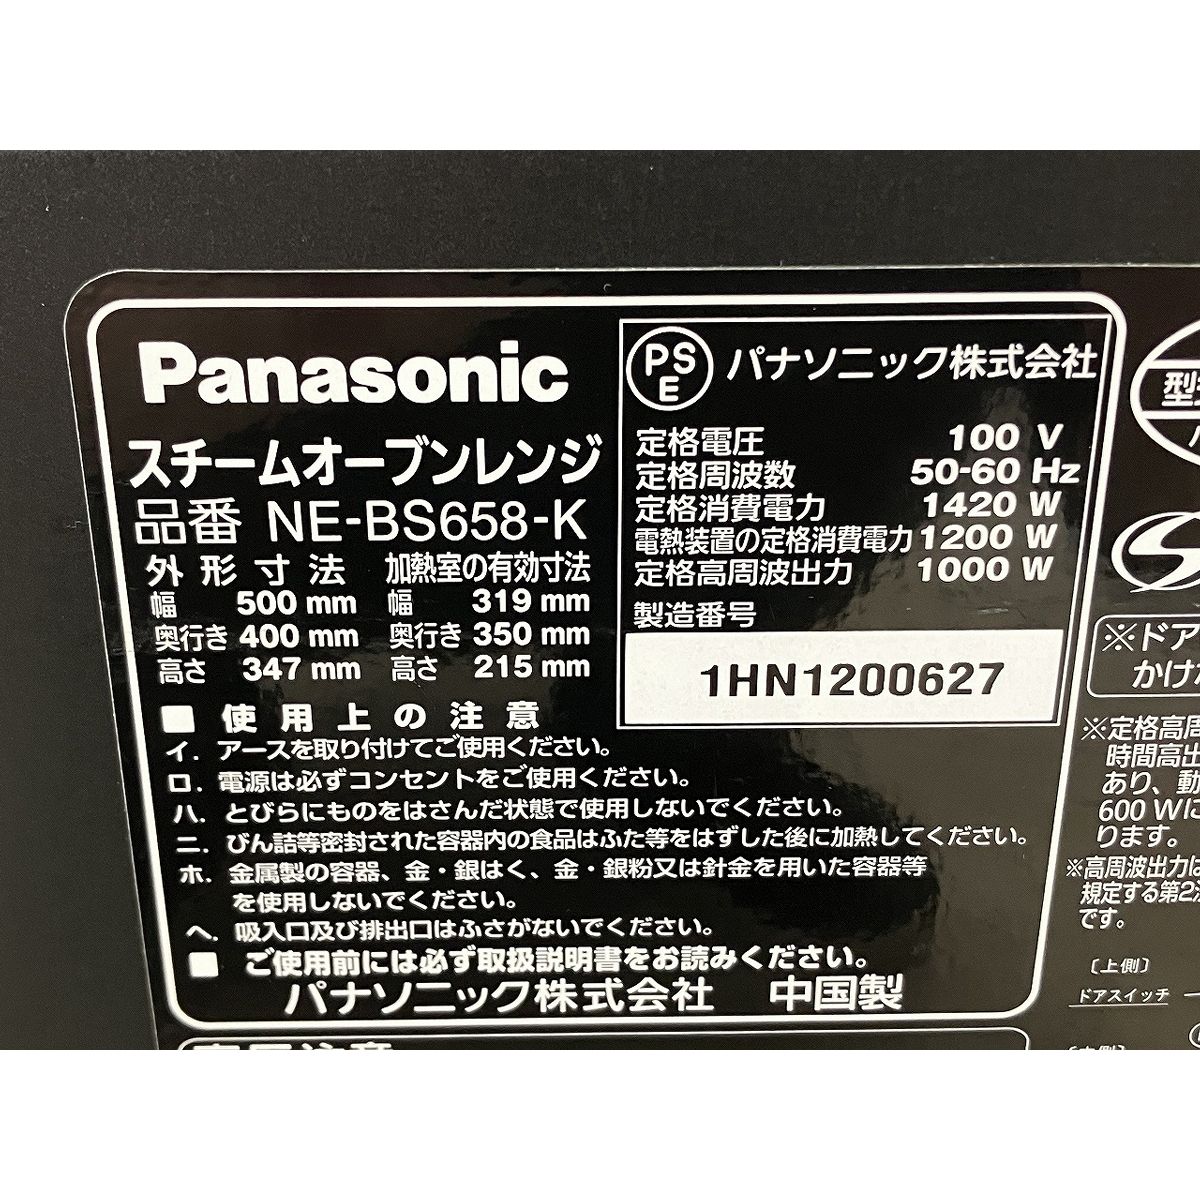 Panasonic
スチームオーブンレンジ
品番 NE-BS658-K
外形寸法 加熱室の有効寸法
幅 500 mm 幅 319 mm
奥行き 400 mm 奥行き 350 mm
高さ 347 mm 高さ 215 mm
PS
E
パナソニック株式会社
定格電圧 100 V
定格周波数 50-60 Hz
定格消費電力 1420 W
電熱装置の定格消費電力 1200 W
定格高周波出力 1000 W
製造番号
1HN1200627
■ 使用上の注意
イ. アースを取り付けてご使用ください。
ロ. 電源は必ずコンセントをご使用ください。
ハ. とびらにものをはさんだ状態で使用しないでください。
ニ. びん詰等密封された容器内の食品はふた等をはずした後に加熱してください。
ホ. 金属製の容器、金・銀はく、金・銀粉又は針金を用いた容器等
を使用しないでください。
ヘ. 吸入口及び排出口はふさがないでください。
■ ご使用前には必ず取扱説明書をお読みください。
パナソニック株式会社 中国製
※ドア
かけ
※定格高周
時間高出
あり、動
600 Wに
ります。
※高周波出力は
規定する第2
です。
〔上側〕
ドアスイッチ